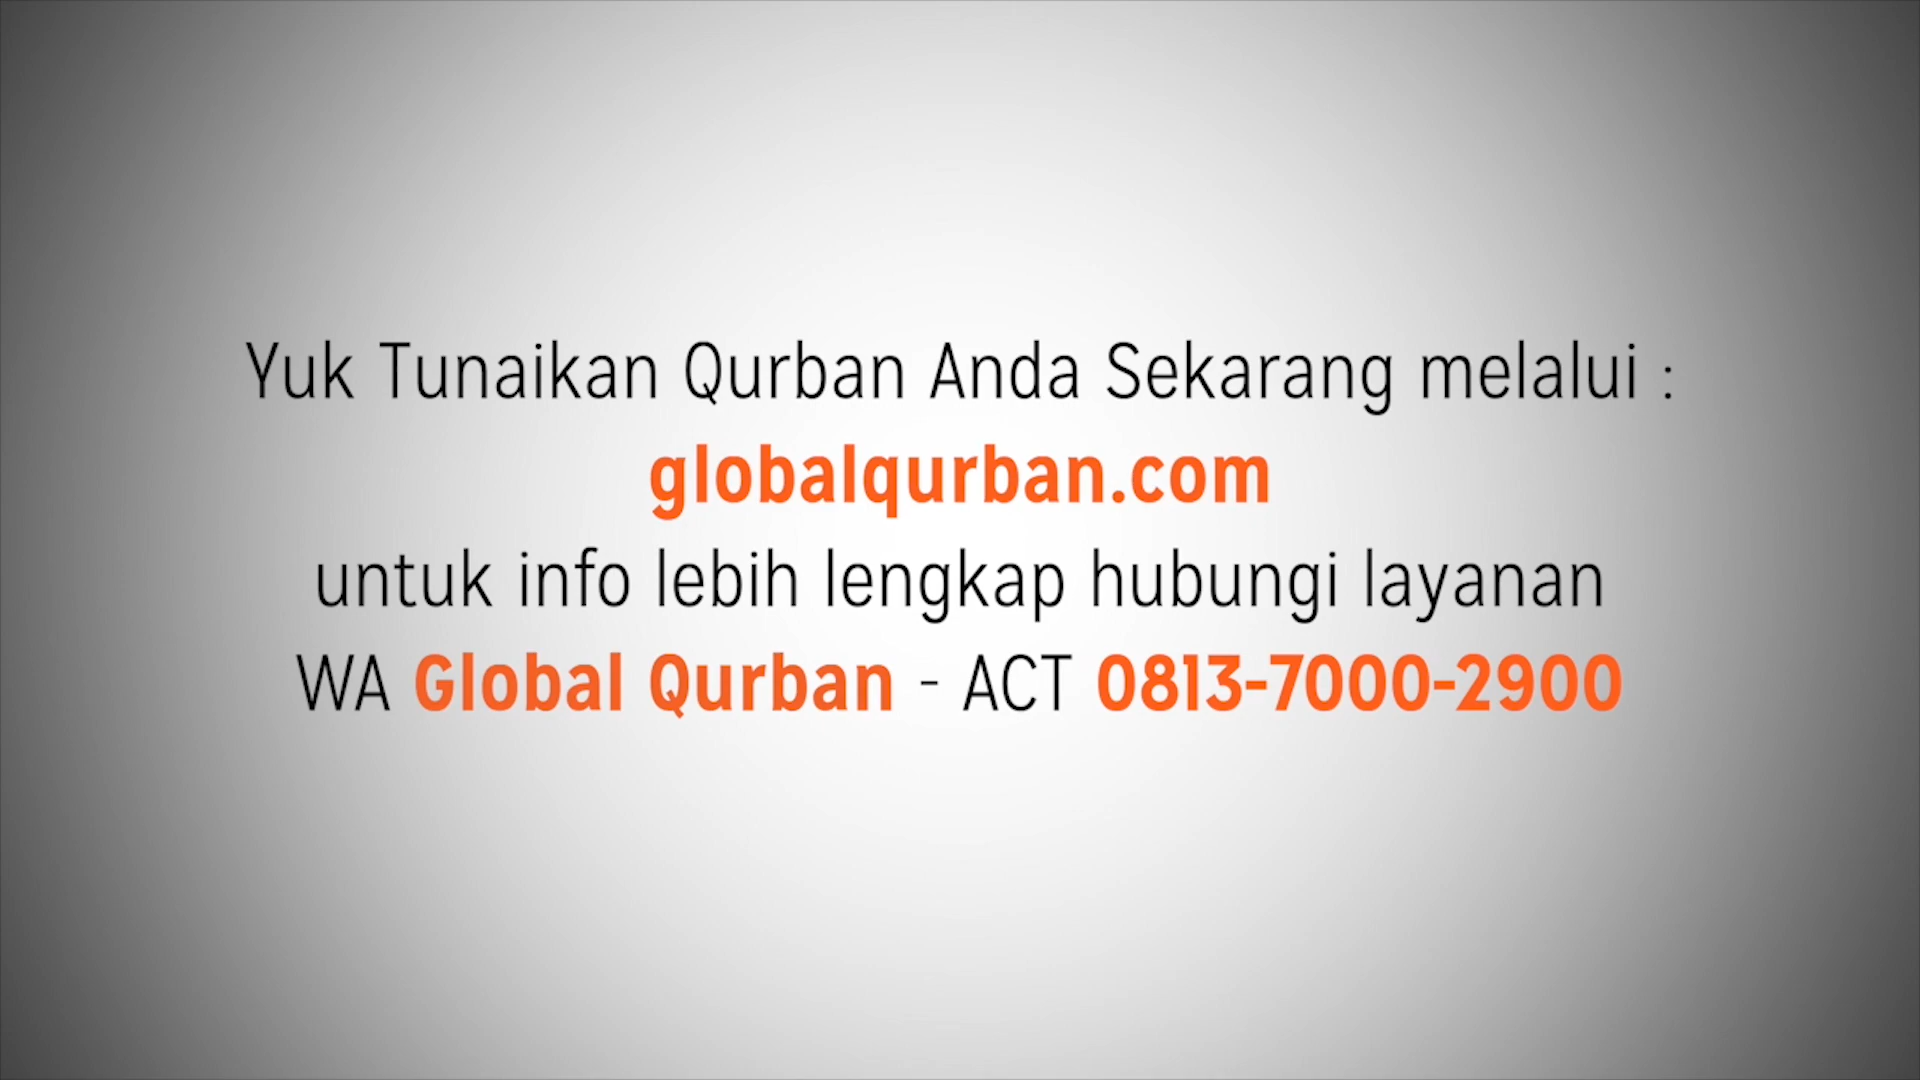 Yuk Tunaikan Qurban Anda Sekarang melalui :
globalqurban.com
untuk info lebih lengkap hubungi layanan
WA Global Qurban - ACT 0813-7000-2900